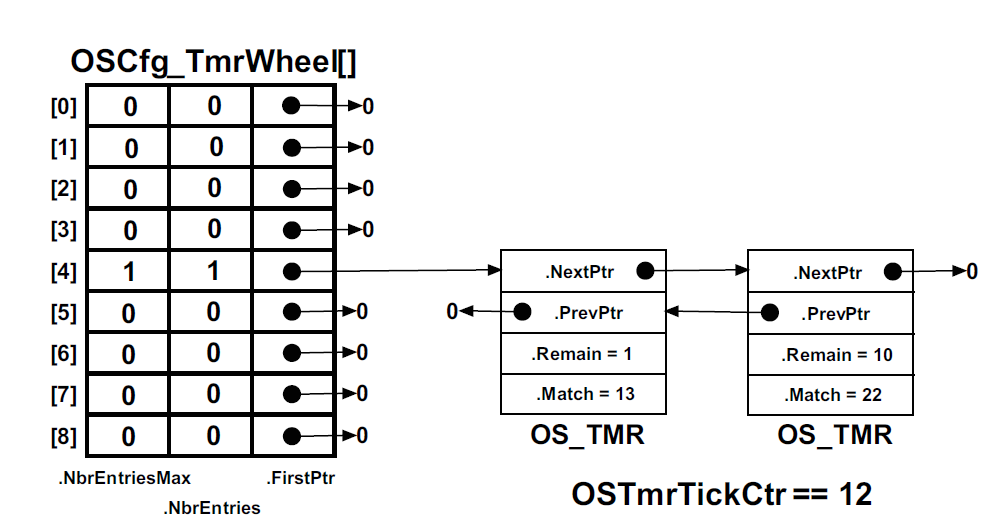 OSCfg_TmrWheel[]
[0] 0 0 0
[1] 0 0 0
[2] 0 0 0
[3] 0 0 0
[4] 1 1 .NextPtr .NextPtr 0
[5] 0 0 0 0 .PrevPtr .PrevPtr
[6] 0 0 0 .Remain = 1 .Remain = 10
[7] 0 0 0 .Match = 13 .Match = 22
[8] 0 0 0 OS_TMR OS_TMR
.NbrEntriesMax .FirstPtr
.NbrEntries
OSTmrTickCtr == 12